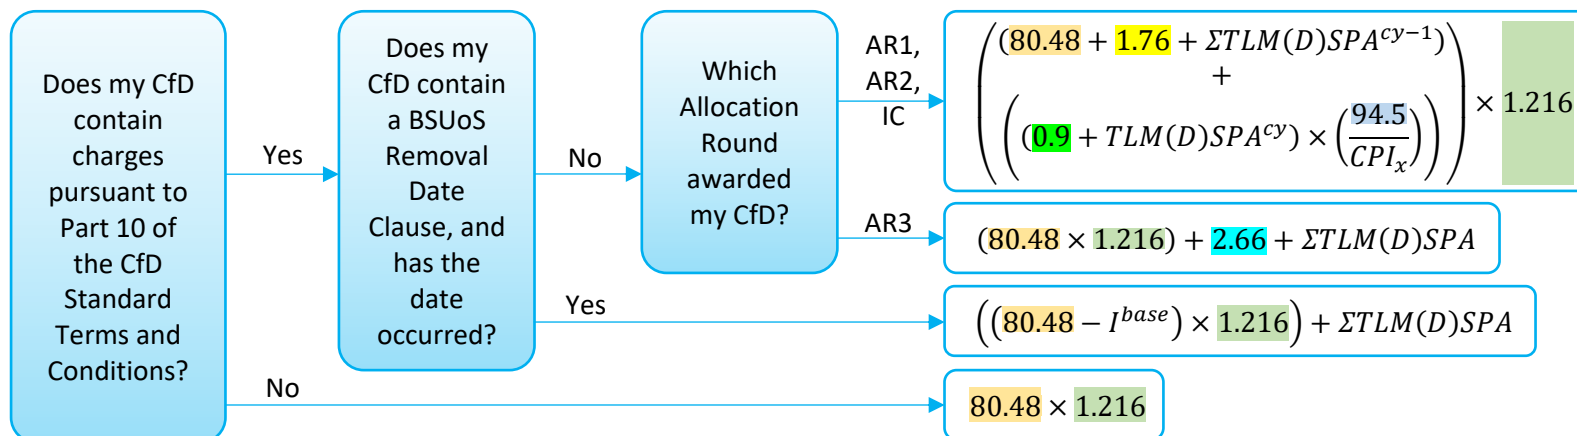 Does my CfD
contain
charges
pursuant to
Part 10 of
the CfD
Standard
Terms and
Conditions?
Yes
No
Does my
CfD contain
a BSUoS
Removal
Date
Clause, and
has the
date
occurred?
No
Yes
Which
Allocation
Round
awarded
my CfD?
AR1,
AR2,
IC
AR3
(((80.48 + 1.76 + ΣTLM(D)SPA^{cy−1})
+
((0.9 + TLM(D)SPA^{cy}) × (94.5/CPI_x))) × 1.216
(80.48 × 1.216) + 2.66 + ΣTLM(D)SPA
((80.48 − I^{base}) × 1.216) + ΣTLM(D)SPA
80.48 × 1.216